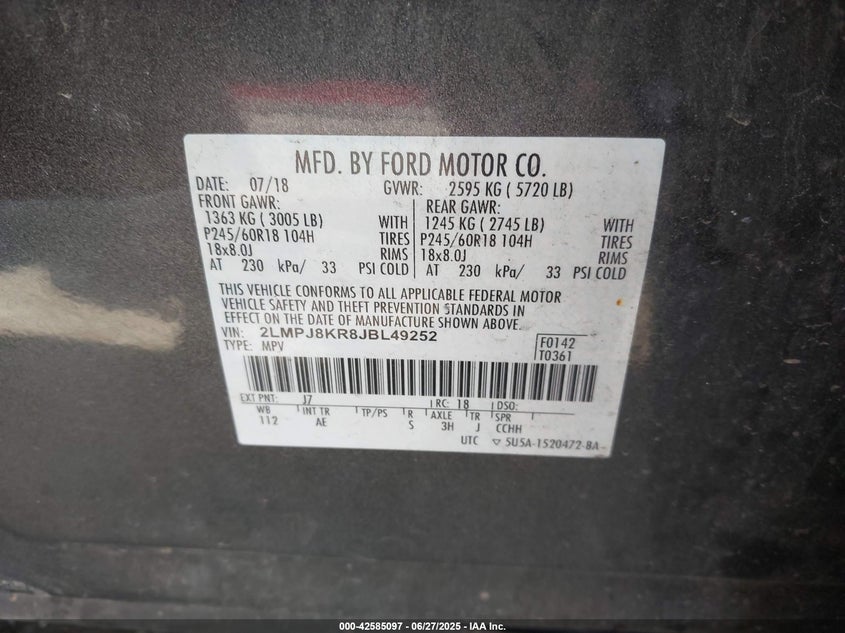 MFD. BY FORD MOTOR CO.
DATE: 07/18 GVWR: 2595 KG ( 5720 LB)
FRONT GAWR: REAR GAWR:
1363 KG ( 3005 LB) WITH 1245 KG ( 2745 LB) WITH
P245/60R18 104H TIRES P245/60R18 104H TIRES
18x8.0J RIMS 18x8.0J RIMS
AT 230 kPa/ 33 PSI COLD AT 230 kPa/ 33 PSI COLD
THIS VEHICLE CONFORMS TO ALL APPLICABLE FEDERAL MOTOR
VEHICLE SAFETY AND THEFT PREVENTION STANDARDS IN
EFFECT ON THE DATE OF MANUFACTURE SHOWN ABOVE.
VIN: 2LMPJ8KR8JBL49252 F0142
TYPE: MPV T0361
EXT PNT: J7 RC: 18 DSO:
WB INT TR TP/PS R AXLE TR SPR
112 AE S 3H J CCHH
UTC ▽ 5U5A-1520472-BA
000-42585097 - 06/27/2025 - IAA Inc.